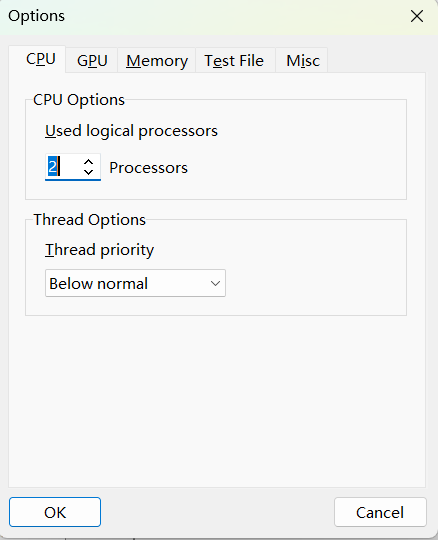 Options
CPU GPU Memory Test File Misc
CPU Options
Used logical processors
2 Processors
Thread Options
Thread priority
Below normal
OK Cancel